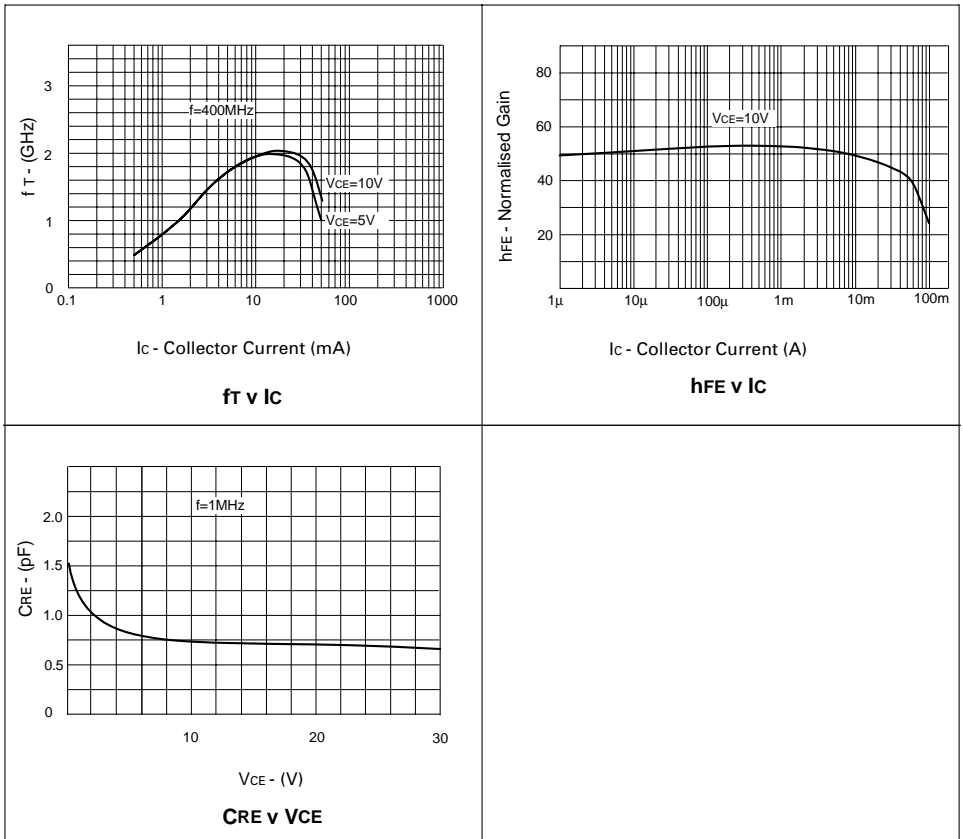 3
2
1
0
f T - (GHz)
f=400MHz
VCE=10V
VCE=5V
0.1 1 10 100 1000
IC - Collector Current (mA)
fT v IC
80
60
40
20
hFE - Normalised Gain
VCE=10V
1µ 10µ 100µ 1m 10m 100m
IC - Collector Current (A)
hFE v IC
2.0
1.5
1.0
0.5
0
CRE - (pF)
f=1MHz
10 20 30
VCE - (V)
CRE v VCE